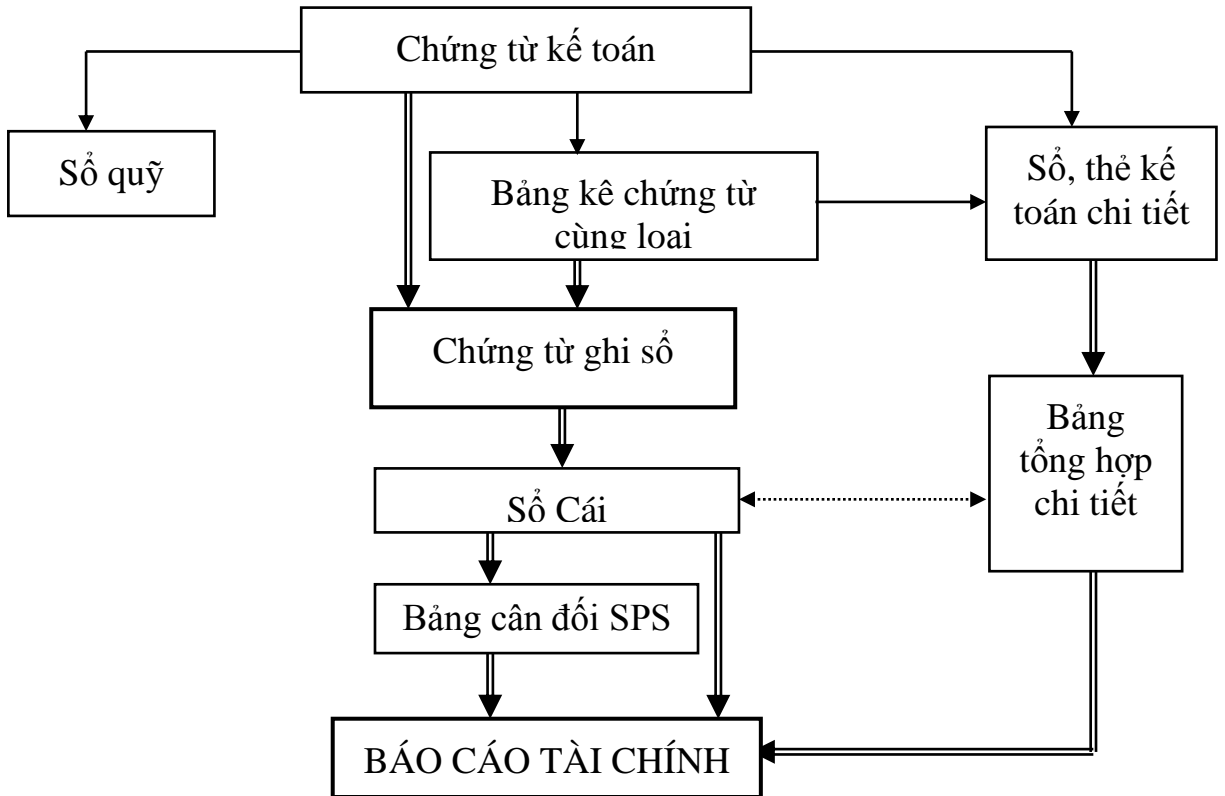 Chứng từ kế toán
Sổ quỹ
Bảng kê chứng từ
cùng loại
Sổ, thẻ kế
toán chi tiết
Chứng từ ghi sổ
Bảng
tổng hợp
chi tiết
Sổ Cái
Bảng cân đối SPS
BÁO CÁO TÀI CHÍNH